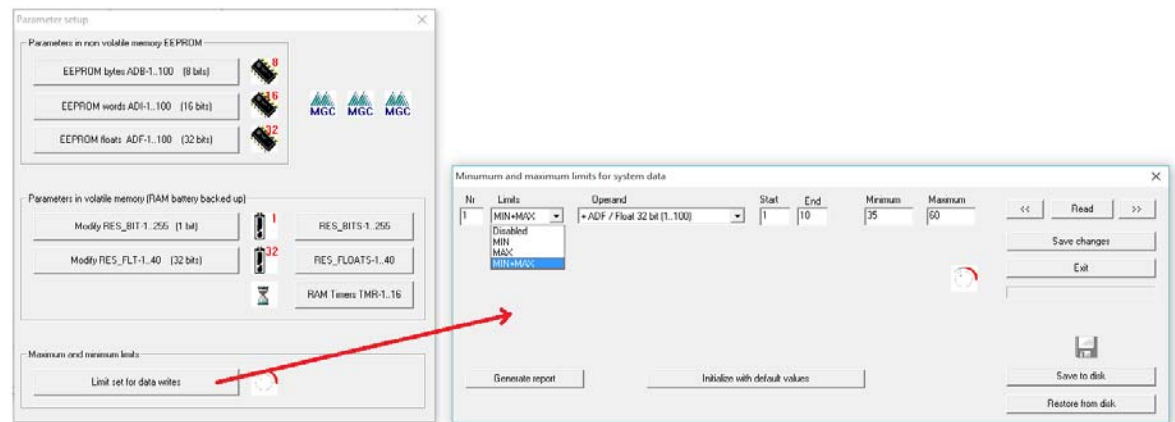 Parameter setup
Parameters in non volatile memory EEPROM
EEPROM bytes ADB-1..100 (8 bits)
8
EEPROM words ADI-1..100 (16 bits)
16
MGC MGC MGC
EEPROM floats ADF-1..100 (32 bits)
32
Parameters in volatile memory (RAM battery backed up)
Modify RES_BIT-1..255 (1 bit)
1
RES_BITS-1..255
Modify RES_FLT-1..40 (32 bits)
32
RES_FLOATS-1..40
RAM Timers TMR-1..16
Maximum and minimum limits
Limit set for data writes
Minumum and maximum limits for system data
Nr Limits Operand Start End Minimum Maximum
1 MIN+MAX + ADF / Float 32 bit (1..100) 1 10 35 60
<< Read >>
Disabled
MIN
MAX
MIN+MAX
Save changes
Exit
Generate report
Initialize with default values
Save to disk
Restore from disk